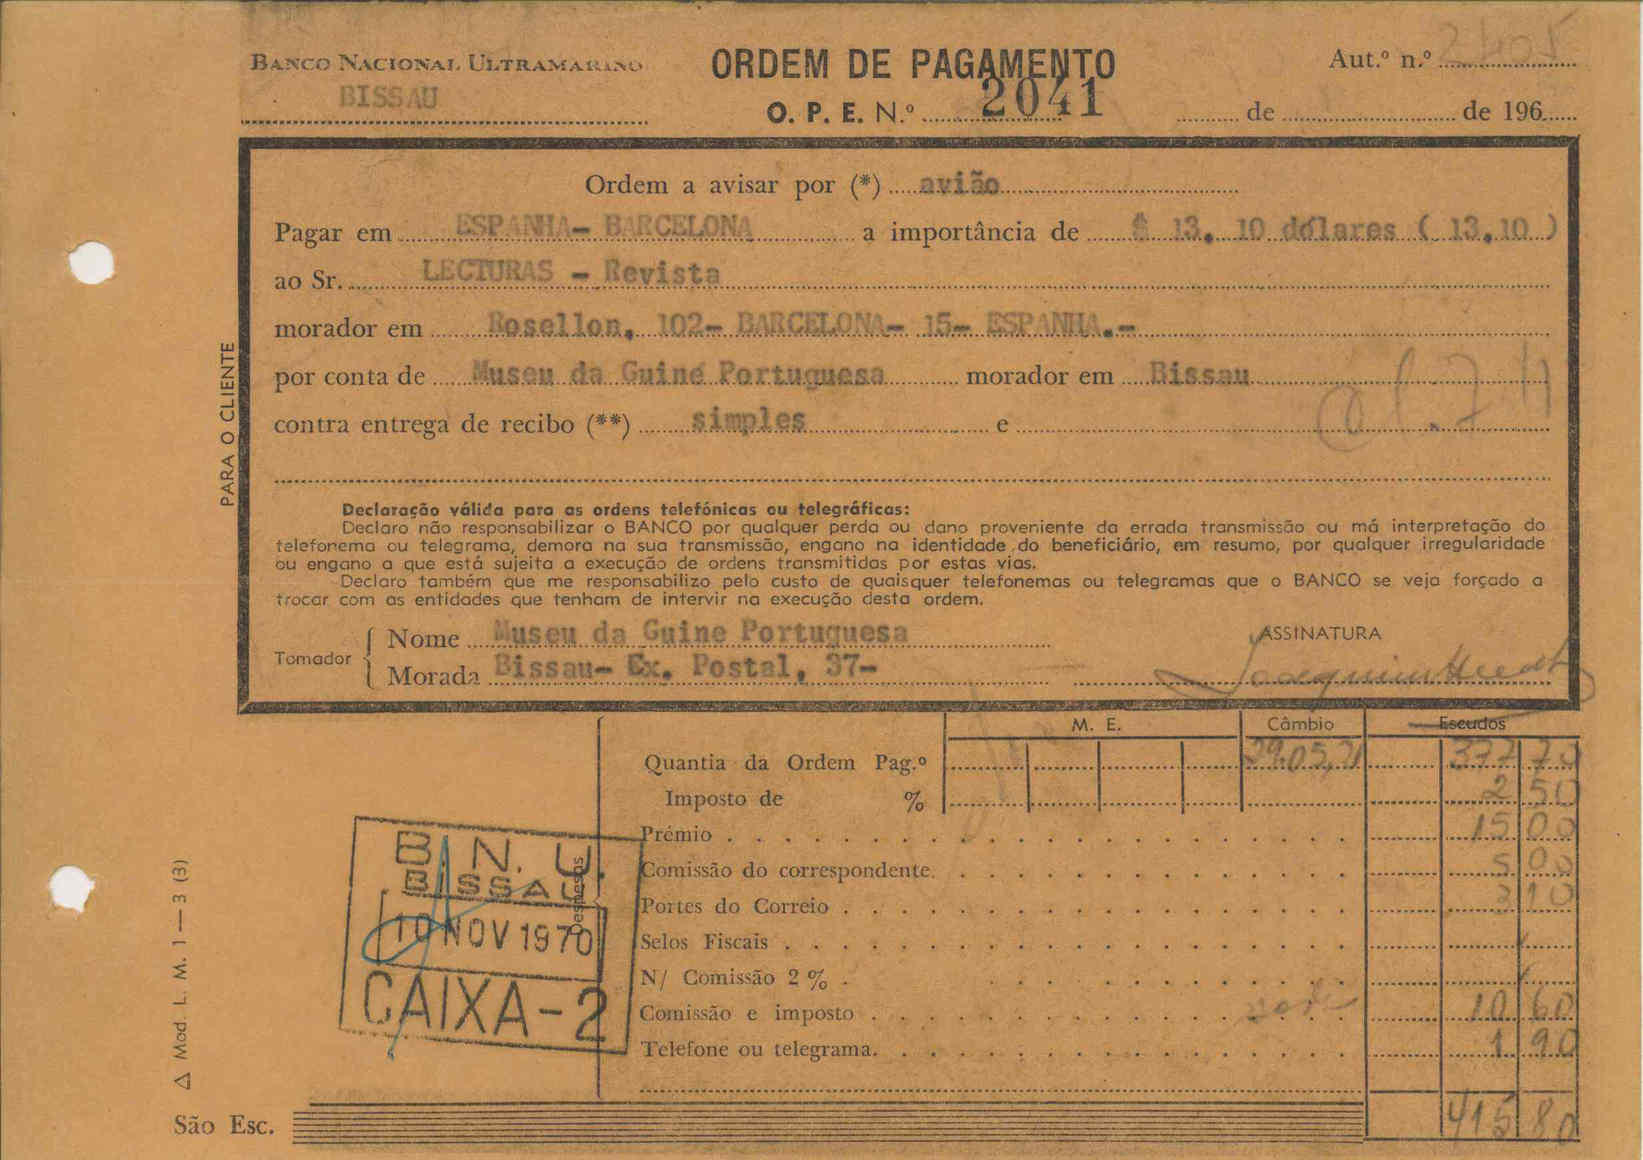 BANCO NACIONAL ULTRAMARINO
BISSAU
ORDEM DE PAGAMENTO
O. P. E. N.º 2041
Aut.º n.º 2405
de de 196
PARA O CLIENTE
Ordem a avisar por (*) avião
Pagar em ESPANHA- BARCELONA a importância de $ 13. 10 dólares ( 13.10 )
ao Sr. LECTURAS - Revista
morador em Rosellon, 102- BARCELONA- 15- ESPANHA.-
por conta de Museu da Guiné Portuguesa morador em Bissau
contra entrega de recibo (**) simples e
Declaração válida para as ordens telefónicas ou telegráficas:
Declaro não responsabilizar o BANCO por qualquer perda ou dano proveniente da errada transmissão ou má interpretação do
telefonema ou telegrama, demora na sua transmissão, engano na identidade do beneficiário, em resumo, por qualquer irregularidade
ou engano a que está sujeita a execução de ordens transmitidas por estas vias.
Declaro também que me responsabilizo pelo custo de quaisquer telefonemas ou telegramas que o BANCO se veja forçado a
trocar com as entidades que tenham de intervir na execução desta ordem.
Tomador
Nome Museu da Guine Portuguesa
Morada Bissau- Ex. Postal, 37-
ASSINATURA
M. E. Câmbio Escudos
Quantia da Ordem Pag.º 377 70
Imposto de % 2 50
Prémio 15 00
Comissão do correspondente. 5 00
Portes do Correio 3 10
Selos Fiscais
N/ Comissão 2 %
Comissão e imposto 10 60
Telefone ou telegrama. 1 90
Despesas
B. N. U.
BISSAU
10 NOV 1970
CAIXA-2
Δ Mod. L. M. 1—3 (3)
São Esc. 415 80